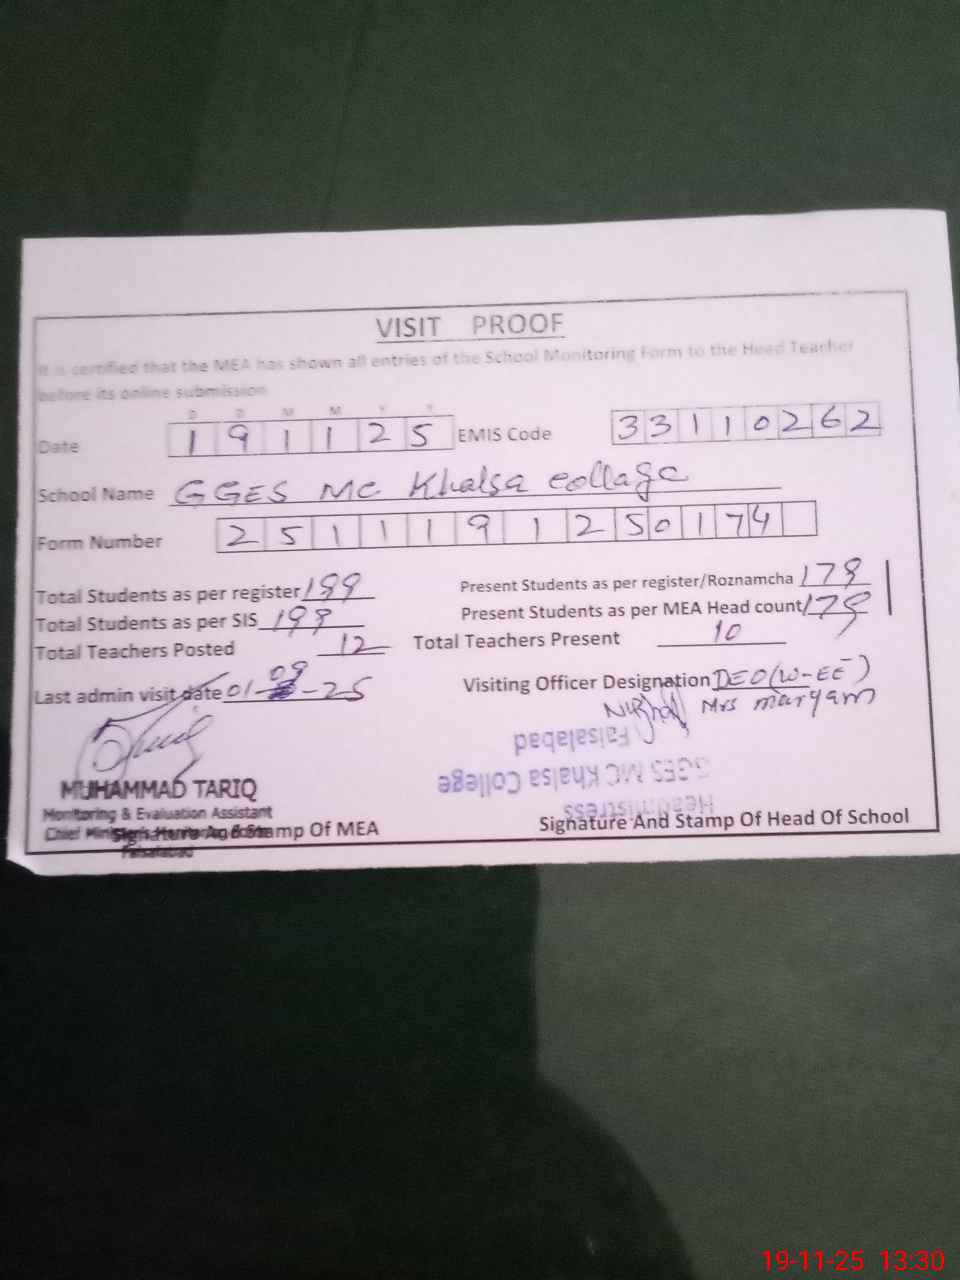 VISIT PROOF
It is certified that the MEA has shown all entries of the School Monitoring Form to the Head Teacher
before its online submission
D D M M Y Y
Date 1 9 1 1 2 5 EMIS Code 3 3 1 1 0 2 6 2
School Name GGES MC Khalsa collage
Form Number 2 5 1 1 1 9 1 2 5 0 1 7 4
Total Students as per register 199 Present Students as per register/Roznamcha 179
Total Students as per SIS 199 Present Students as per MEA Head count 179
Total Teachers Posted 12 Total Teachers Present 10
Last admin visit date 01-09-25 Visiting Officer Designation DEO(W-EE)
Mrs maryam
Faisalabad
GGES MC Khalsa College
Headmistress
MUHAMMAD TARIQ
Monitoring & Evaluation Assistant
Signature And Stamp Of MEA Signature And Stamp Of Head Of School
Faisalabad
19-11-25 13:30